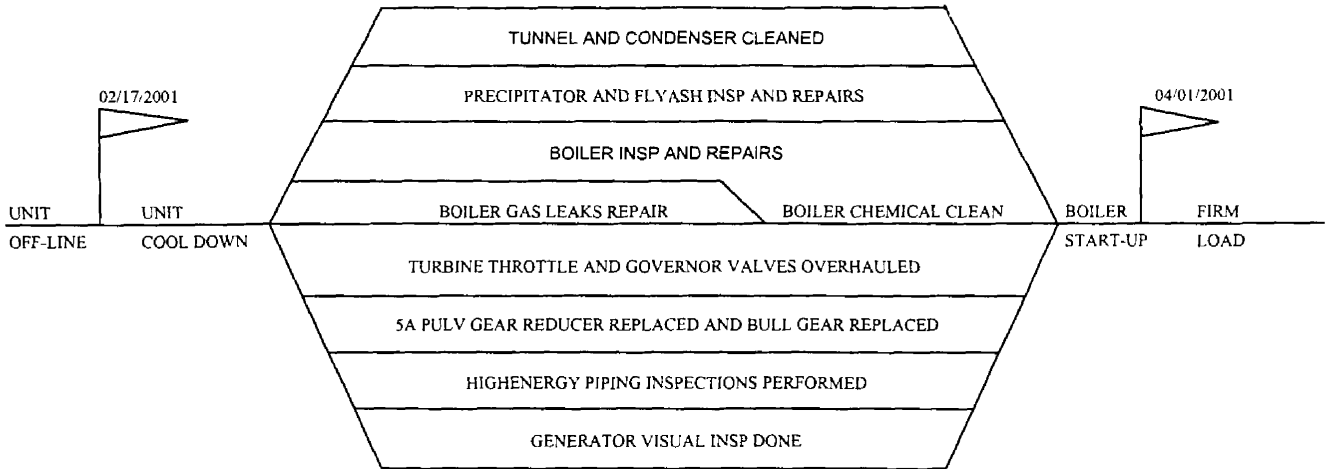 TUNNEL AND CONDENSER CLEANED
02/17/2001
PRECIPITATOR AND FLYASH INSP AND REPAIRS
04/01/2001
BOILER INSP AND REPAIRS
UNIT UNIT BOILER GAS LEAKS REPAIR BOILER CHEMICAL CLEAN BOILER FIRM
OFF-LINE COOL DOWN START-UP LOAD
TURBINE THROTTLE AND GOVERNOR VALVES OVERHAULED
5A PULV GEAR REDUCER REPLACED AND BULL GEAR REPLACED
HIGHENERGY PIPING INSPECTIONS PERFORMED
GENERATOR VISUAL INSP DONE